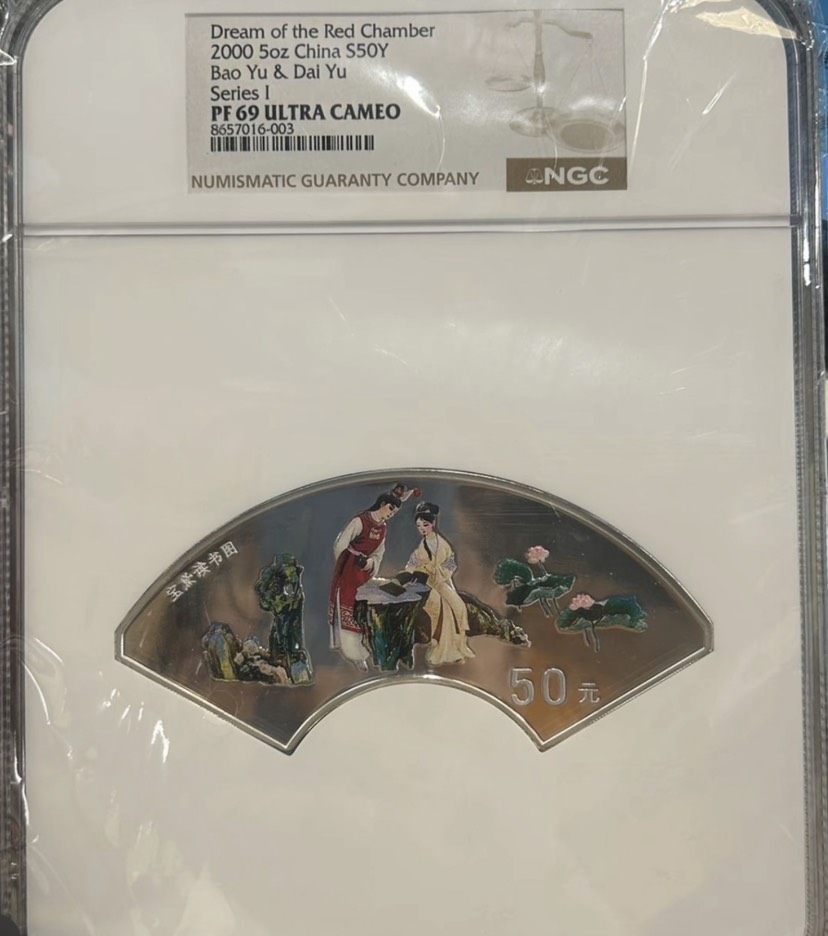 Dream of the Red Chamber
2000 5oz China S50Y
Bao Yu & Dai Yu
Series I
PF 69 ULTRA CAMEO
8657016-003
NUMISMATIC GUARANTY COMPANY
NGC
宝黛读书图
50元